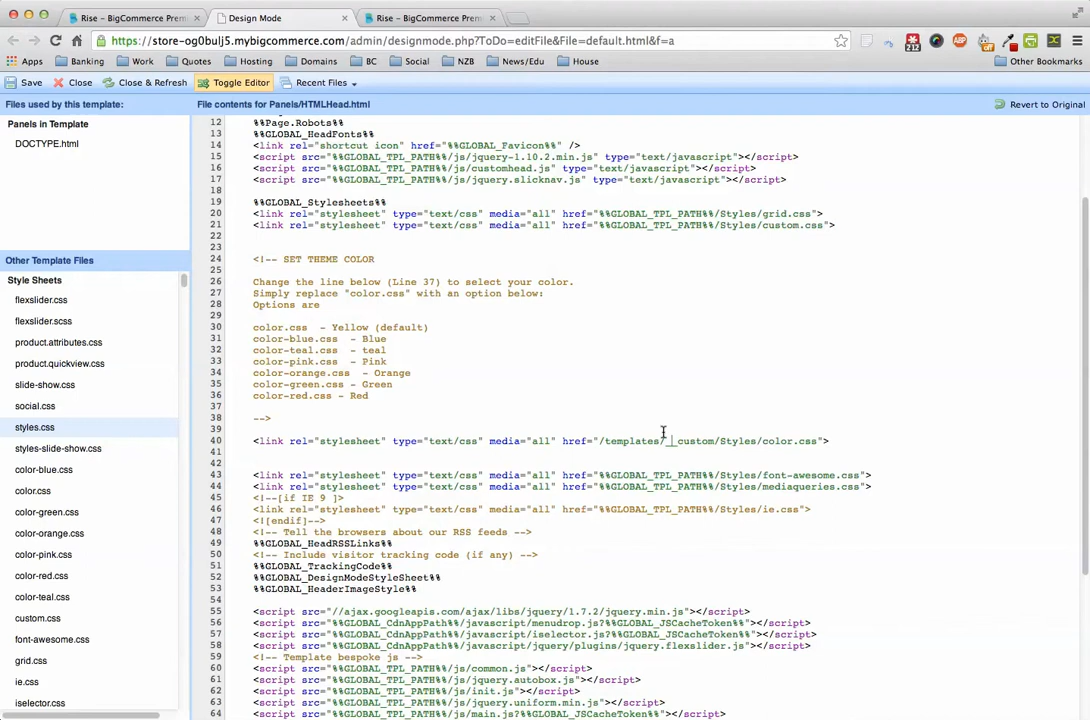 Rise – BigCommerce Prem
Design Mode
Rise – BigCommerce Prem
https://store-og0bulj5.mybigcommerce.com/admin/designmode.php?ToDo=editFile&File=default.html&f=a
212
ABP
Apps
Banking
Work
Quotes
Hosting
Domains
BC
Social
NZB
News/Edu
House
Other Bookmarks
Save
Close
Close & Refresh
Toggle Editor
Recent Files
Files used by this template:
File contents for Panels/HTMLHead.html
Revert to Original
Panels in Template
DOCTYPE.html
Other Template Files
Style Sheets
flexslider.css
flexslider.scss
product.attributes.css
product.quickview.css
slide-show.css
social.css
styles.css
styles-slide-show.css
color-blue.css
color.css
color-green.css
color-orange.css
color-pink.css
color-red.css
color-teal.css
custom.css
font-awesome.css
grid.css
ie.css
iselector.css
12 %%Page.Robots%%
13 %%GLOBAL_HeadFonts%%
14 <link rel="shortcut icon" href="%%GLOBAL_Favicon%%" />
15 <script src="%%GLOBAL_TPL_PATH%%/js/jquery-1.10.2.min.js" type="text/javascript"></script>
16 <script src="%%GLOBAL_TPL_PATH%%/js/customhead.js" type="text/javascript"></script>
17 <script src="%%GLOBAL_TPL_PATH%%/js/jquery.slicknav.js" type="text/javascript"></script>
18
19 %%GLOBAL_Stylesheets%%
20 <link rel="stylesheet" type="text/css" media="all" href="%%GLOBAL_TPL_PATH%%/Styles/grid.css">
21 <link rel="stylesheet" type="text/css" media="all" href="%%GLOBAL_TPL_PATH%%/Styles/custom.css">
22
23
24 <!-- SET THEME COLOR
25
26 Change the line below (Line 37) to select your color.
27 Simply replace "color.css" with an option below:
28 Options are
29
30 color.css - Yellow (default)
31 color-blue.css - Blue
32 color-teal.css - teal
33 color-pink.css - Pink
34 color-orange.css - Orange
35 color-green.css - Green
36 color-red.css - Red
37
38 -->
39
40 <link rel="stylesheet" type="text/css" media="all" href="/templates/__custom/Styles/color.css">
41
42
43 <link rel="stylesheet" type="text/css" media="all" href="%%GLOBAL_TPL_PATH%%/Styles/font-awesome.css">
44 <link rel="stylesheet" type="text/css" media="all" href="%%GLOBAL_TPL_PATH%%/Styles/mediaqueries.css">
45 <!--[if IE 9 ]>
46 <link rel="stylesheet" type="text/css" media="all" href="%%GLOBAL_TPL_PATH%%/Styles/ie.css">
47 <![endif]-->
48 <!-- Tell the browsers about our RSS feeds -->
49 %%GLOBAL_HeadRSSLinks%%
50 <!-- Include visitor tracking code (if any) -->
51 %%GLOBAL_TrackingCode%%
52 %%GLOBAL_DesignModeStyleSheet%%
53 %%GLOBAL_HeaderImageStyle%%
54
55 <script src="//ajax.googleapis.com/ajax/libs/jquery/1.7.2/jquery.min.js"></script>
56 <script src="%%GLOBAL_CdnAppPath%%/javascript/menudrop.js?%%GLOBAL_JSCacheToken%%"></script>
57 <script src="%%GLOBAL_CdnAppPath%%/javascript/iselector.js?%%GLOBAL_JSCacheToken%%"></script>
58 <script src="%%GLOBAL_CdnAppPath%%/javascript/jquery/plugins/jquery.flexslider.js"></script>
59 <!-- Template bespoke js -->
60 <script src="%%GLOBAL_TPL_PATH%%/js/common.js"></script>
61 <script src="%%GLOBAL_TPL_PATH%%/js/jquery.autobox.js"></script>
62 <script src="%%GLOBAL_TPL_PATH%%/js/init.js"></script>
63 <script src="%%GLOBAL_TPL_PATH%%/js/jquery.uniform.min.js"></script>
64 <script src="%%GLOBAL_TPL_PATH%%/js/main.js?%%GLOBAL_JSCacheToken%%"></script>